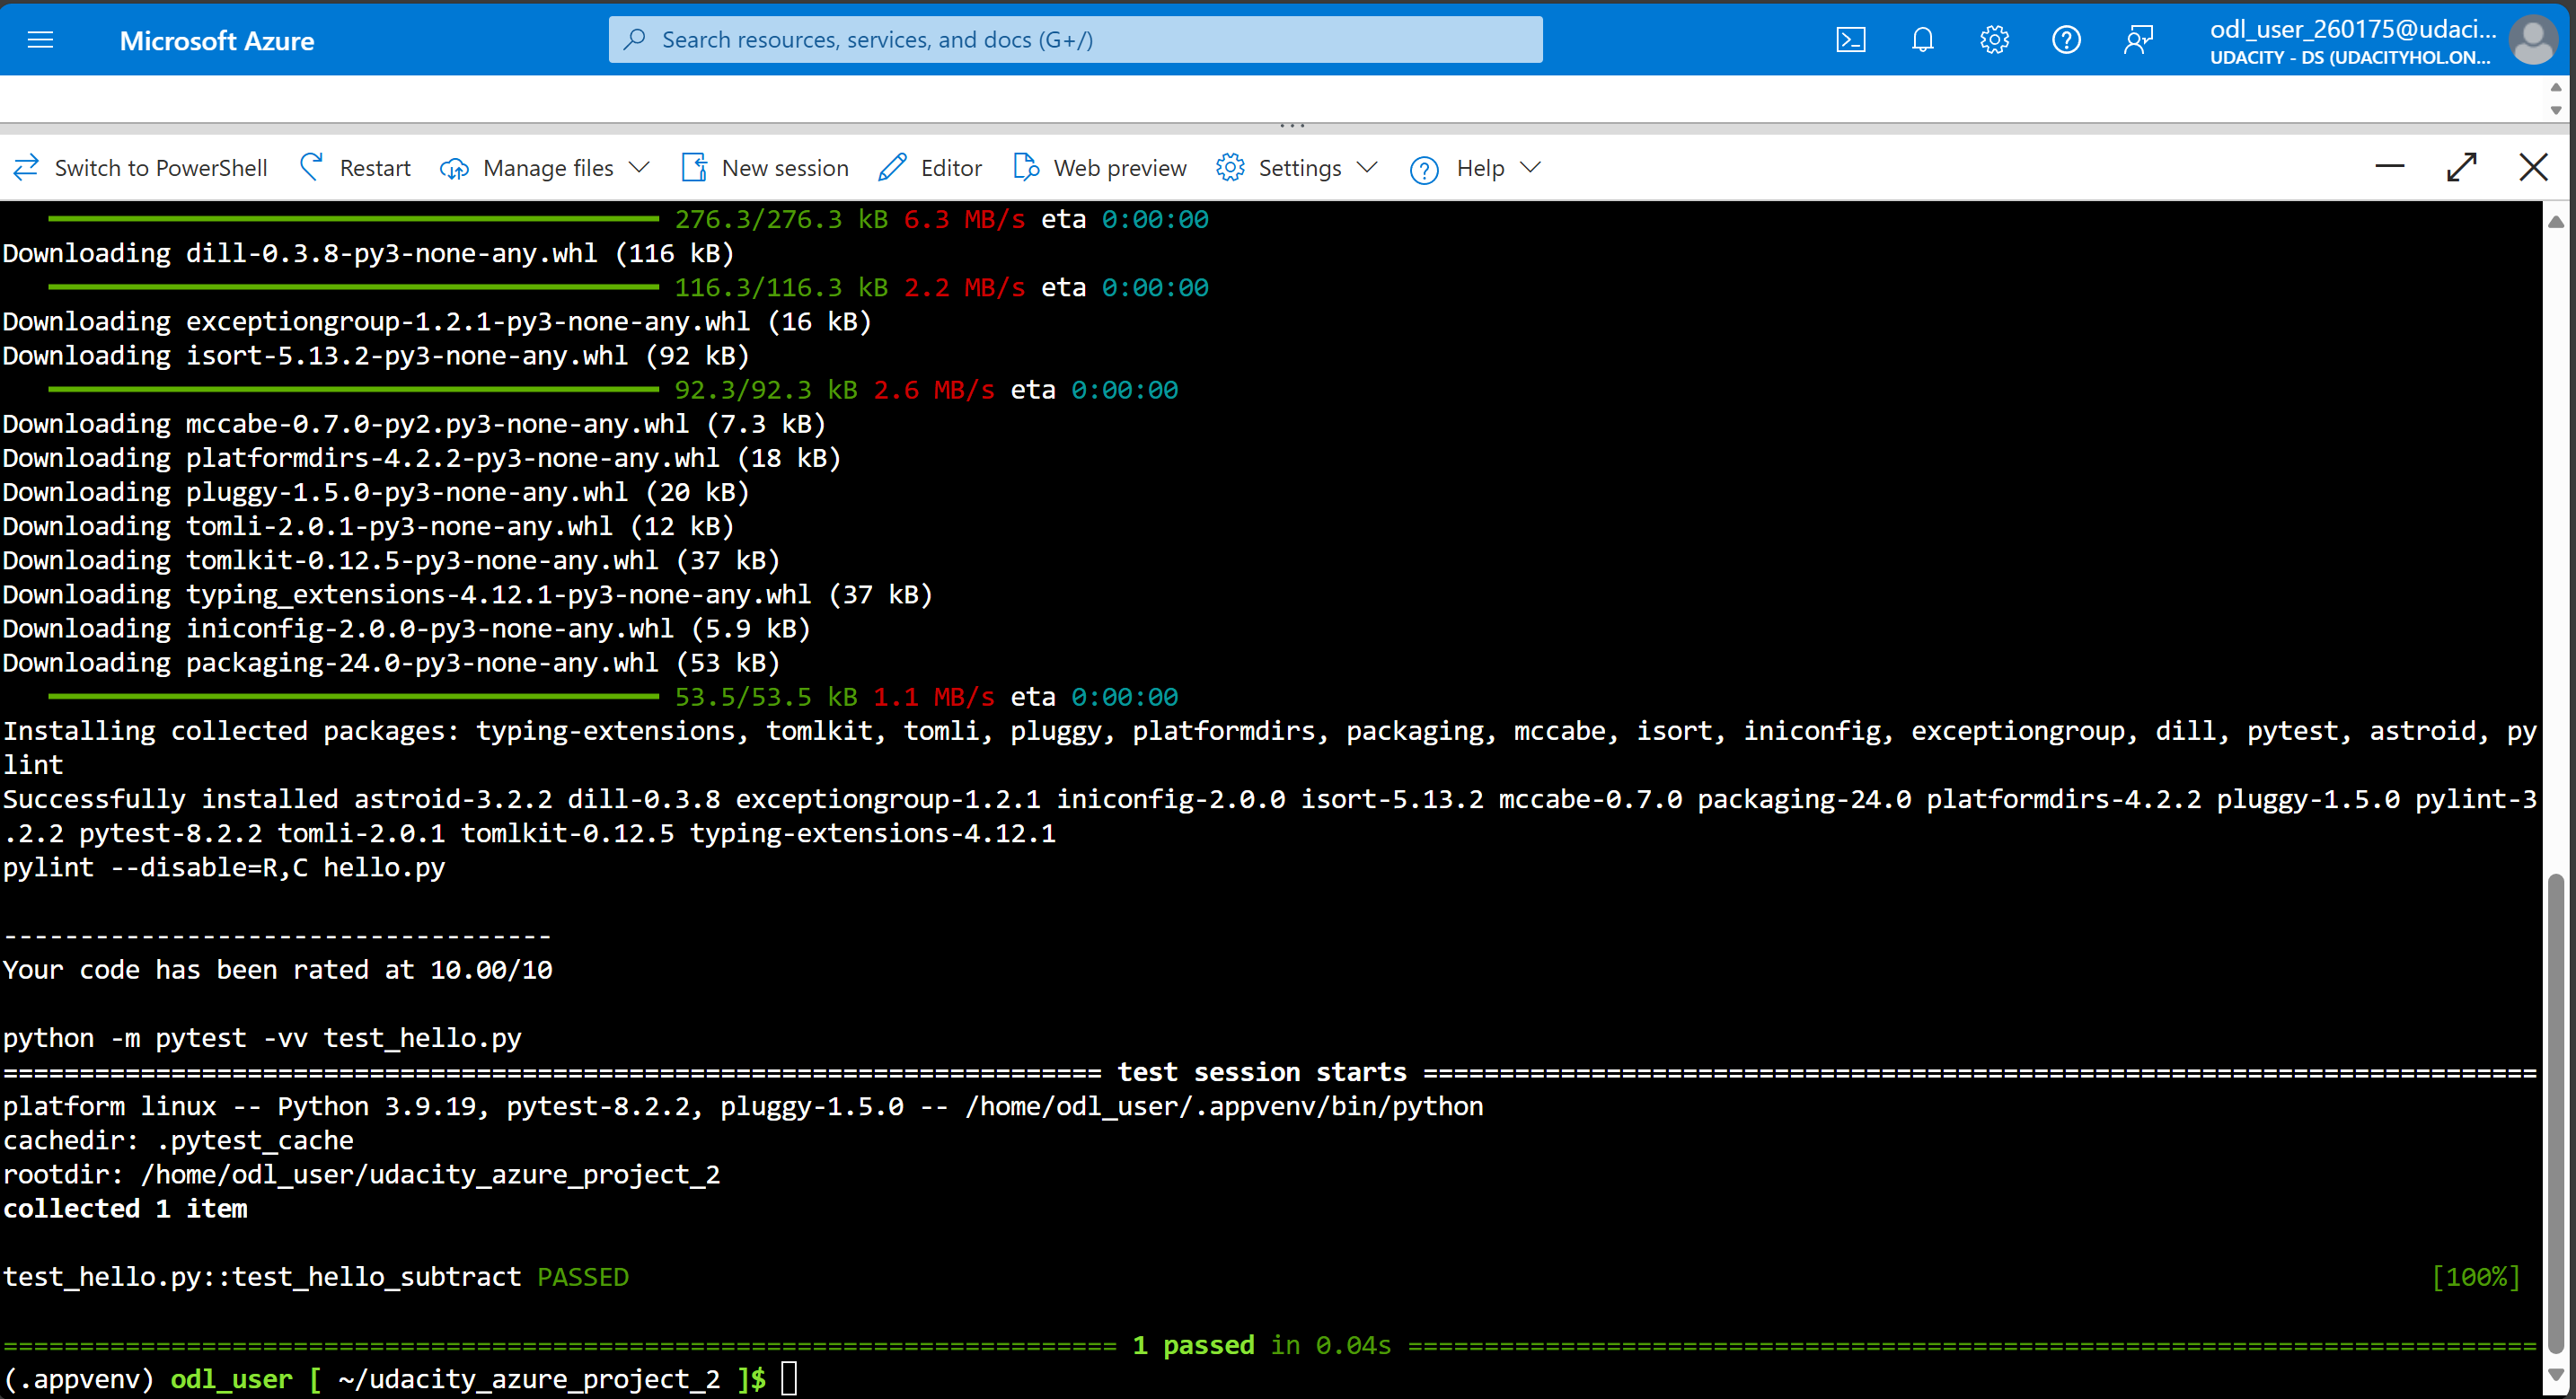 Microsoft Azure
Search resources, services, and docs (G+/)
odl_user_260175@udaci...
UDACITY - DS (UDACITYHOL.ON...
Switch to PowerShell Restart Manage files New session Editor Web preview Settings Help
276.3/276.3 kB 6.3 MB/s eta 0:00:00
Downloading dill-0.3.8-py3-none-any.whl (116 kB)
116.3/116.3 kB 2.2 MB/s eta 0:00:00
Downloading exceptiongroup-1.2.1-py3-none-any.whl (16 kB)
Downloading isort-5.13.2-py3-none-any.whl (92 kB)
92.3/92.3 kB 2.6 MB/s eta 0:00:00
Downloading mccabe-0.7.0-py2.py3-none-any.whl (7.3 kB)
Downloading platformdirs-4.2.2-py3-none-any.whl (18 kB)
Downloading pluggy-1.5.0-py3-none-any.whl (20 kB)
Downloading tomli-2.0.1-py3-none-any.whl (12 kB)
Downloading tomlkit-0.12.5-py3-none-any.whl (37 kB)
Downloading typing_extensions-4.12.1-py3-none-any.whl (37 kB)
Downloading iniconfig-2.0.0-py3-none-any.whl (5.9 kB)
Downloading packaging-24.0-py3-none-any.whl (53 kB)
53.5/53.5 kB 1.1 MB/s eta 0:00:00
Installing collected packages: typing-extensions, tomlkit, tomli, pluggy, platformdirs, packaging, mccabe, isort, iniconfig, exceptiongroup, dill, pytest, astroid, py
lint
Successfully installed astroid-3.2.2 dill-0.3.8 exceptiongroup-1.2.1 iniconfig-2.0.0 isort-5.13.2 mccabe-0.7.0 packaging-24.0 platformdirs-4.2.2 pluggy-1.5.0 pylint-3
.2.2 pytest-8.2.2 tomli-2.0.1 tomlkit-0.12.5 typing-extensions-4.12.1
pylint --disable=R,C hello.py
------------------------------------
Your code has been rated at 10.00/10
python -m pytest -vv test_hello.py
======================================================================== test session starts =========================================================================
platform linux -- Python 3.9.19, pytest-8.2.2, pluggy-1.5.0 -- /home/odl_user/.appvenv/bin/python
cachedir: .pytest_cache
rootdir: /home/odl_user/udacity_azure_project_2
collected 1 item
test_hello.py::test_hello_subtract PASSED [100%]
========================================================================= 1 passed in 0.04s ==========================================================================
(.appvenv) odl_user [ ~/udacity_azure_project_2 ]$